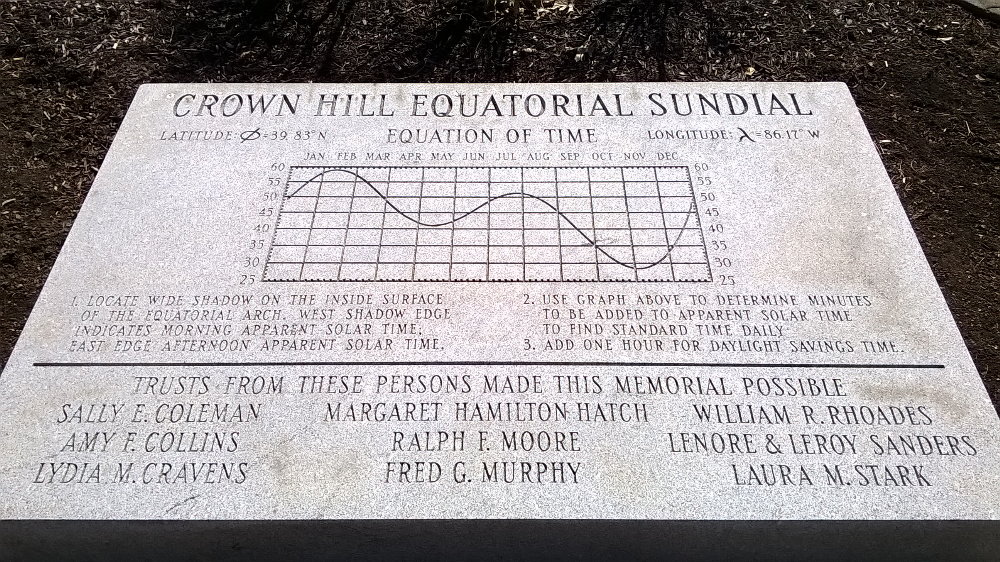 CROWN HILL EQUATORIAL SUNDIAL
LATITUDE: Ø=39.83°N EQUATION OF TIME LONGITUDE: λ=86.17° W
JAN FEB MAR APR MAY JUN JUL AUG SEP OCT NOV DEC
60 60
55 55
50 50
45 45
40 40
35 35
30 30
25 25
1. LOCATE WIDE SHADOW ON THE INSIDE SURFACE
OF THE EQUATORIAL ARCH. WEST SHADOW EDGE
INDICATES MORNING APPARENT SOLAR TIME,
EAST EDGE AFTERNOON APPARENT SOLAR TIME.
2. USE GRAPH ABOVE TO DETERMINE MINUTES
TO BE ADDED TO APPARENT SOLAR TIME
TO FIND STANDARD TIME DAILY
3. ADD ONE HOUR FOR DAYLIGHT SAVINGS TIME.
TRUSTS FROM THESE PERSONS MADE THIS MEMORIAL POSSIBLE
SALLY E. COLEMAN MARGARET HAMILTON HATCH WILLIAM R. RHOADES
AMY F. COLLINS RALPH F. MOORE LENORE & LEROY SANDERS
LYDIA M. CRAVENS FRED G. MURPHY LAURA M. STARK